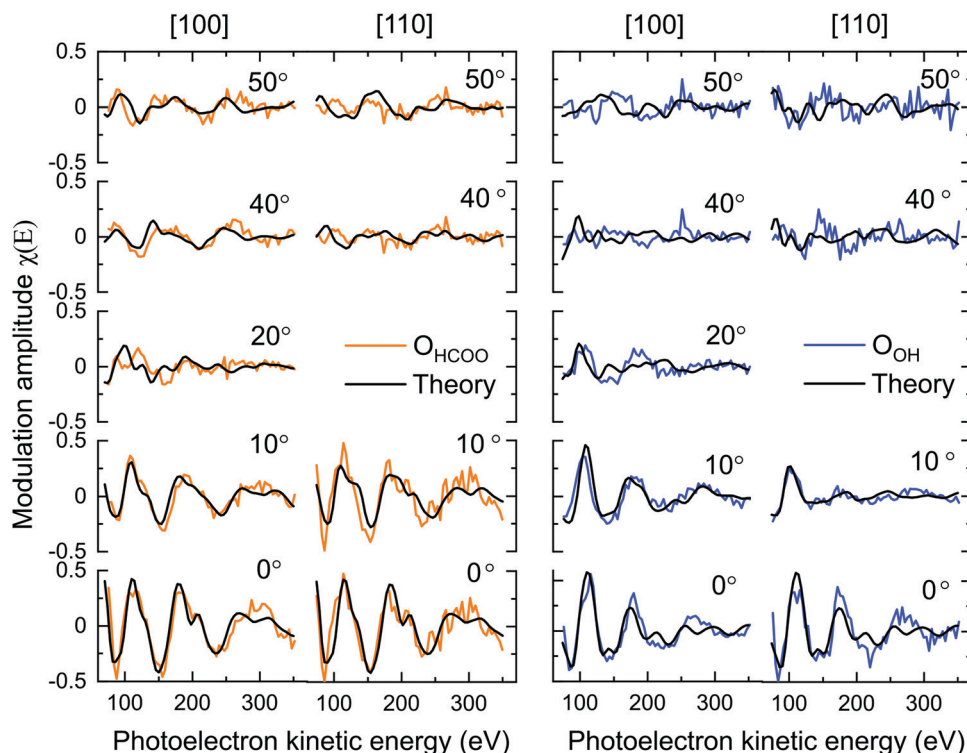 [100] [110] [100] [110]
0.5 50° 50° 50° 50°
0
-0.5
0.5 40° 40° 40° 40°
0
-0.5
0.5 20° 20°
0 O_HCOO O_OH
Theory Theory
-0.5
0.5 10° 10° 10° 10°
0
-0.5
0.5 0° 0° 0° 0°
0
-0.5
100 200 300 100 200 300 100 200 300 100 200 300
Photoelectron kinetic energy (eV) Photoelectron kinetic energy (eV)
Modulation amplitude χ(E)